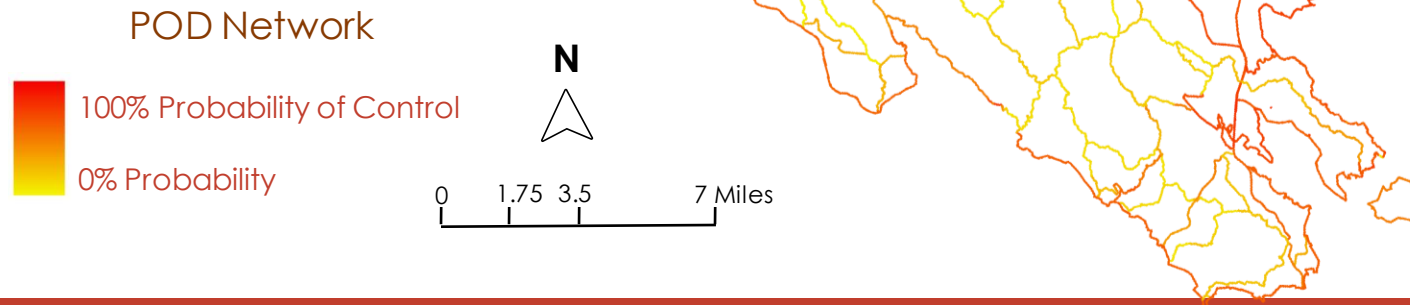 POD Network
N
100% Probability of Control
0% Probability
0 1.75 3.5 7 Miles